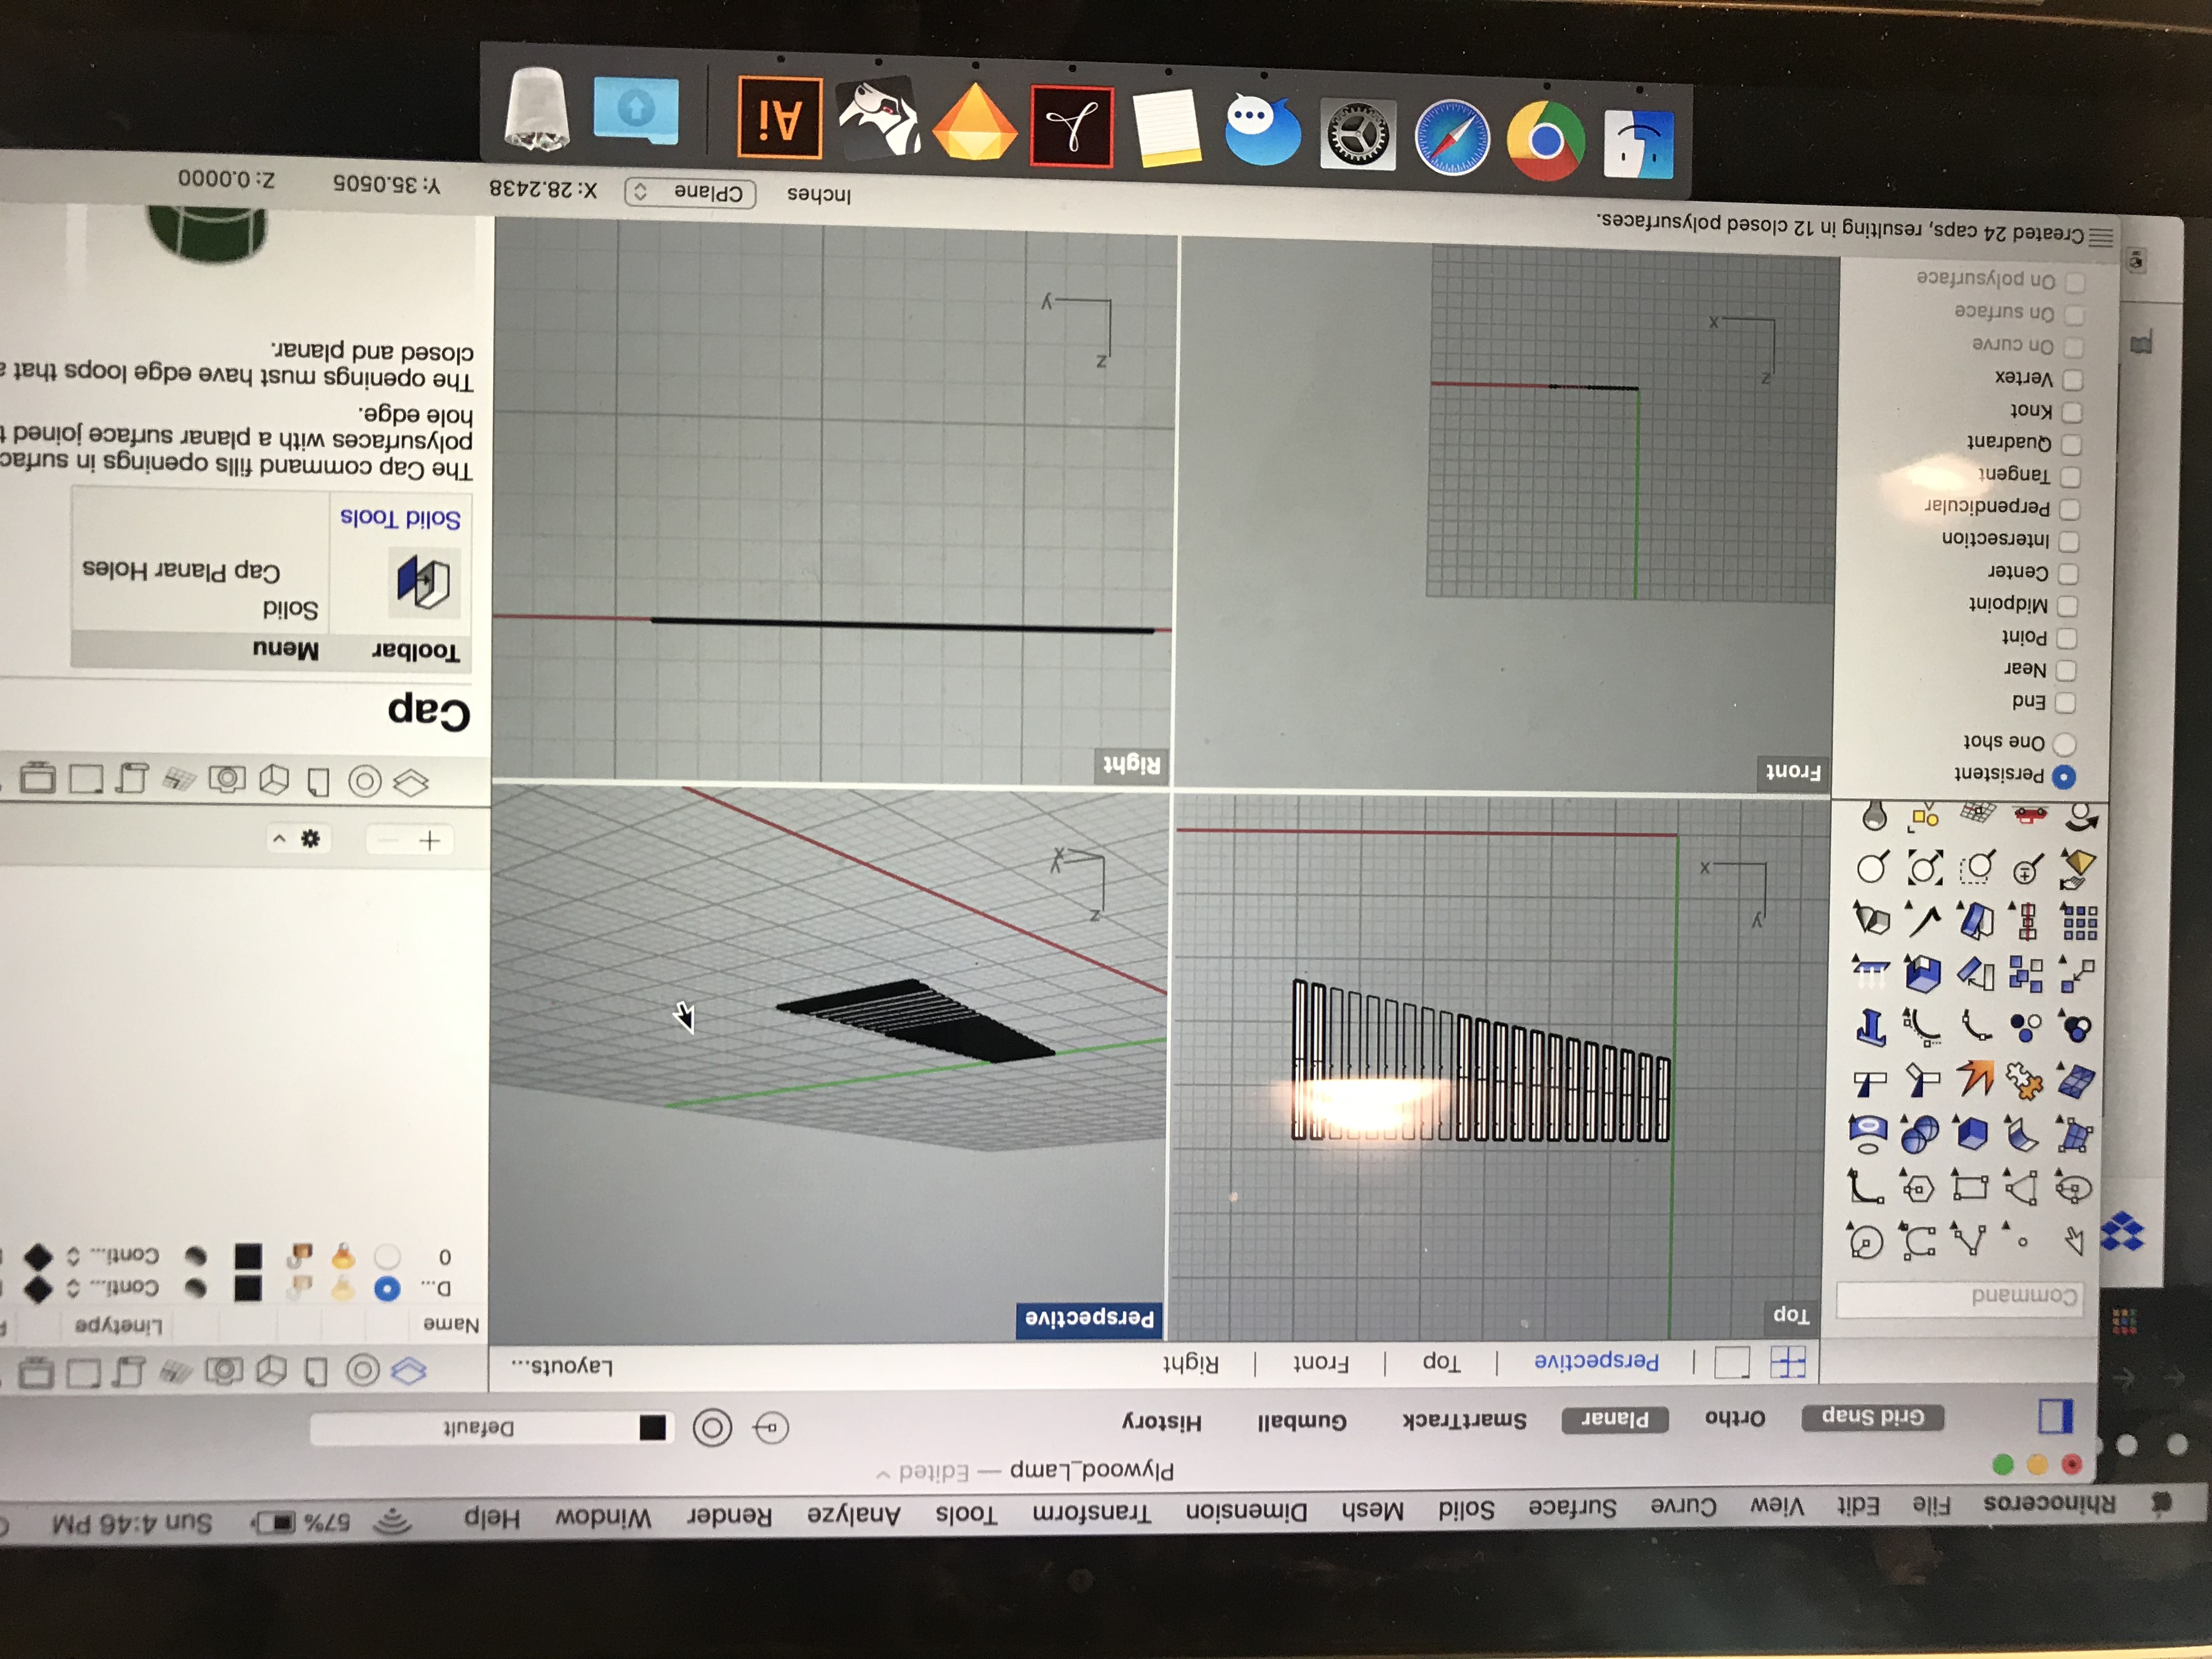 Rhinoceros File Edit View Curve Surface Solid Mesh Dimension Transform Tools Analyze Render Window Help 57% Sun 4:46 PM
Plywood_Lamp — Edited
Grid Snap Ortho Planar SmartTrack Gumball History Default
Perspective | Top | Front | Right Layouts...
Command
Top
y
x
Perspective
z
y
x
Name Linetype
D... Conti...
0 Conti...
Persistent
One shot
End
Near
Point
Midpoint
Center
Intersection
Perpendicular
Tangent
Quadrant
Knot
Vertex
On curve
On surface
On polysurface
Front
z
x
Right
z
y
Cap
Toolbar Menu
Solid
Cap Planar Holes
Solid Tools
The Cap command fills openings in surfac
polysurfaces with a planar surface joined t
hole edge.
The openings must have edge loops that a
closed and planar.
Created 24 caps, resulting in 12 closed polysurfaces.
Inches CPlane X: 28.2438 Y: 35.0505 Z: 0.0000
Ai